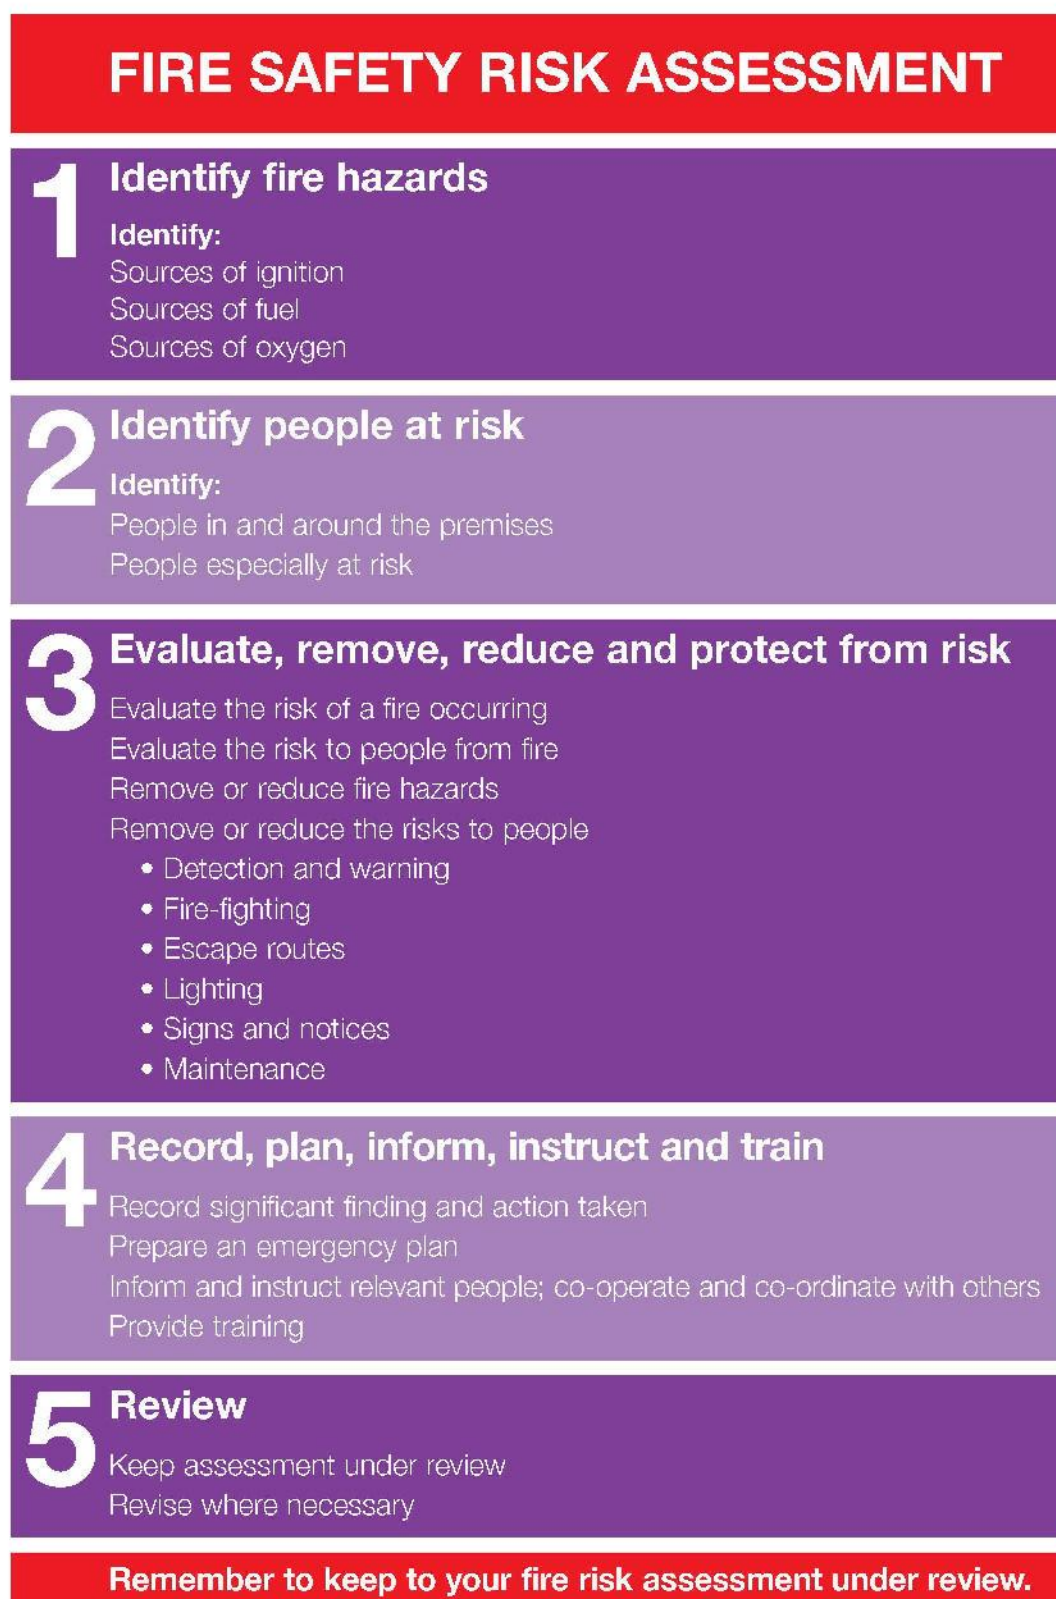 FIRE SAFETY RISK ASSESSMENT
1
Identify fire hazards
Identify:
Sources of ignition
Sources of fuel
Sources of oxygen
2
Identify people at risk
Identify:
People in and around the premises
People especially at risk
3
Evaluate, remove, reduce and protect from risk
Evaluate the risk of a fire occurring
Evaluate the risk to people from fire
Remove or reduce fire hazards
Remove or reduce the risks to people
• Detection and warning
• Fire-fighting
• Escape routes
• Lighting
• Signs and notices
• Maintenance
4
Record, plan, inform, instruct and train
Record significant finding and action taken
Prepare an emergency plan
Inform and instruct relevant people; co-operate and co-ordinate with others
Provide training
5
Review
Keep assessment under review
Revise where necessary
Remember to keep to your fire risk assessment under review.